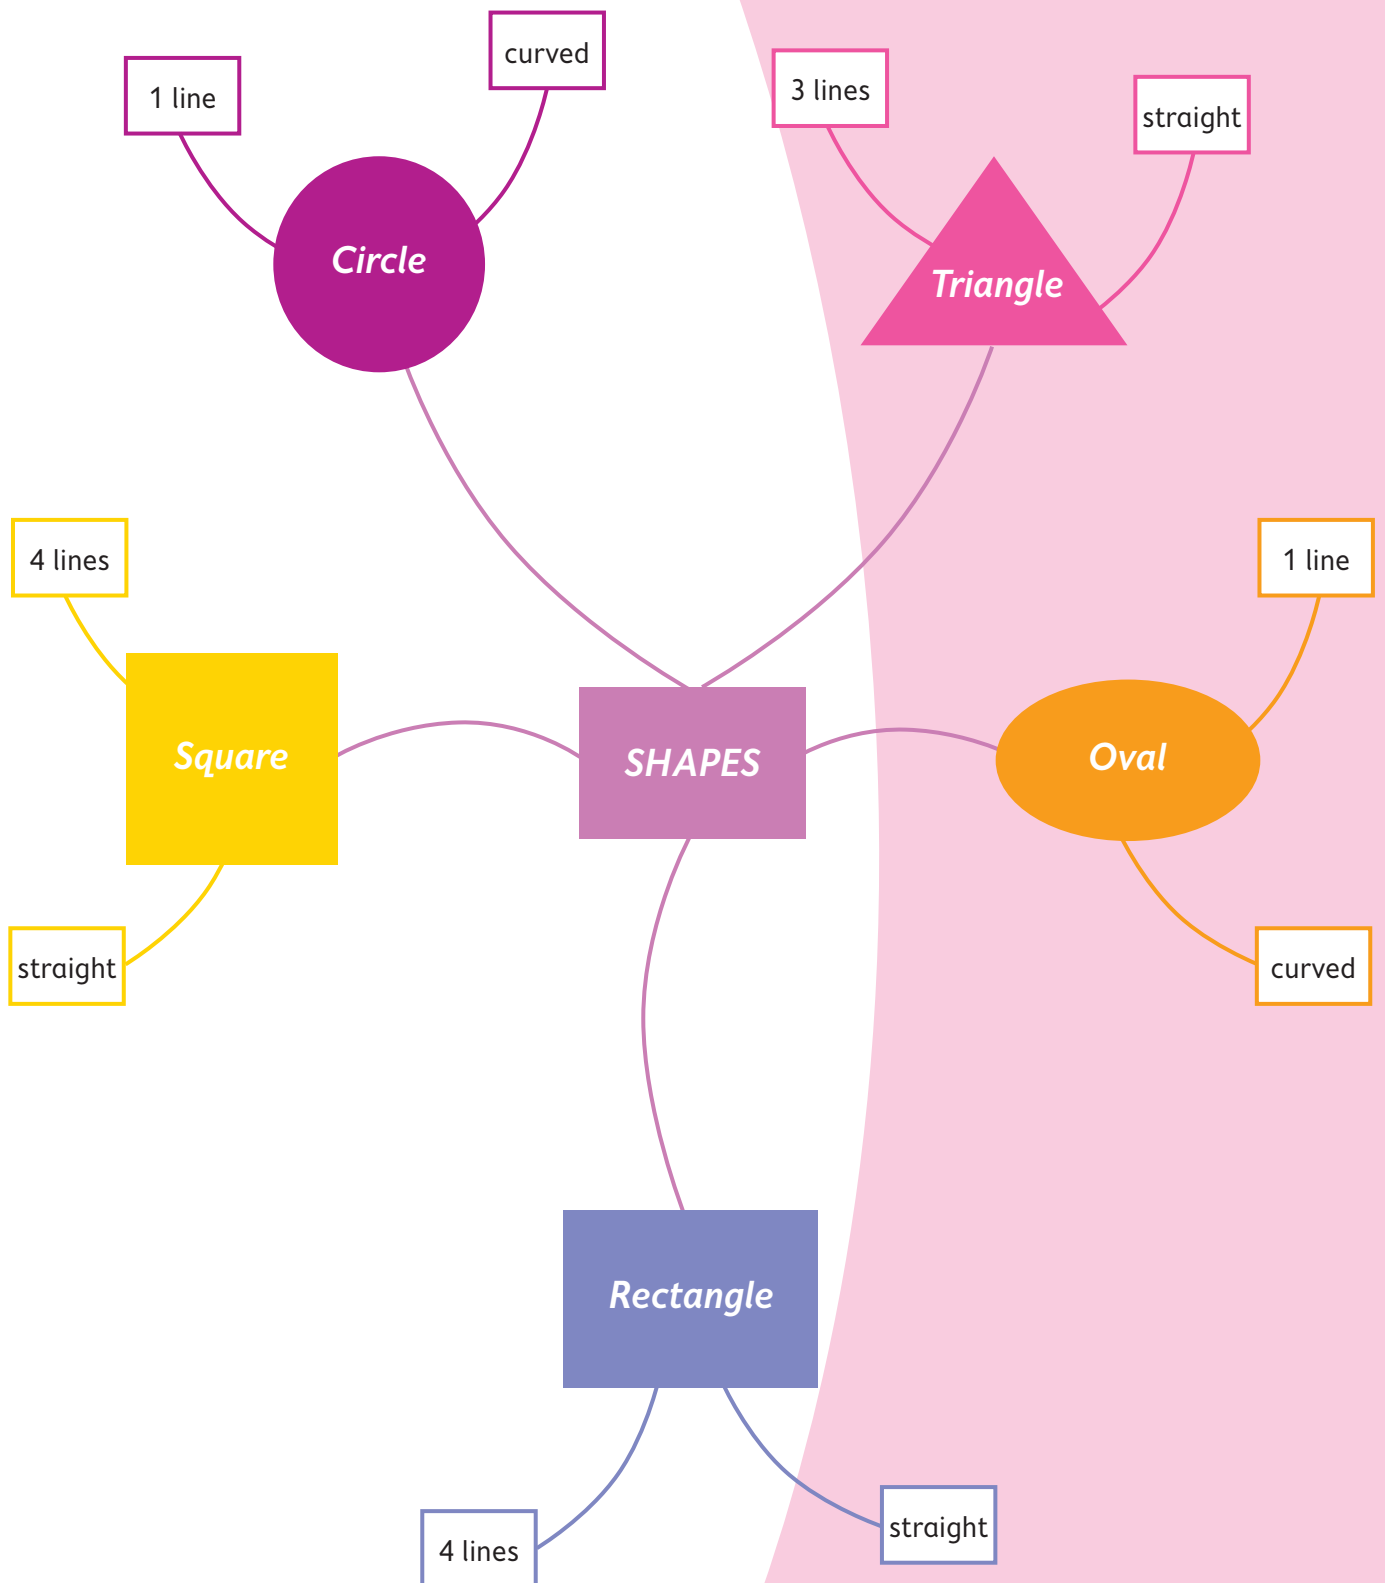 curved
1 line
3 lines
straight
Circle
Triangle
4 lines
1 line
Square
SHAPES
Oval
straight
curved
Rectangle
straight
4 lines